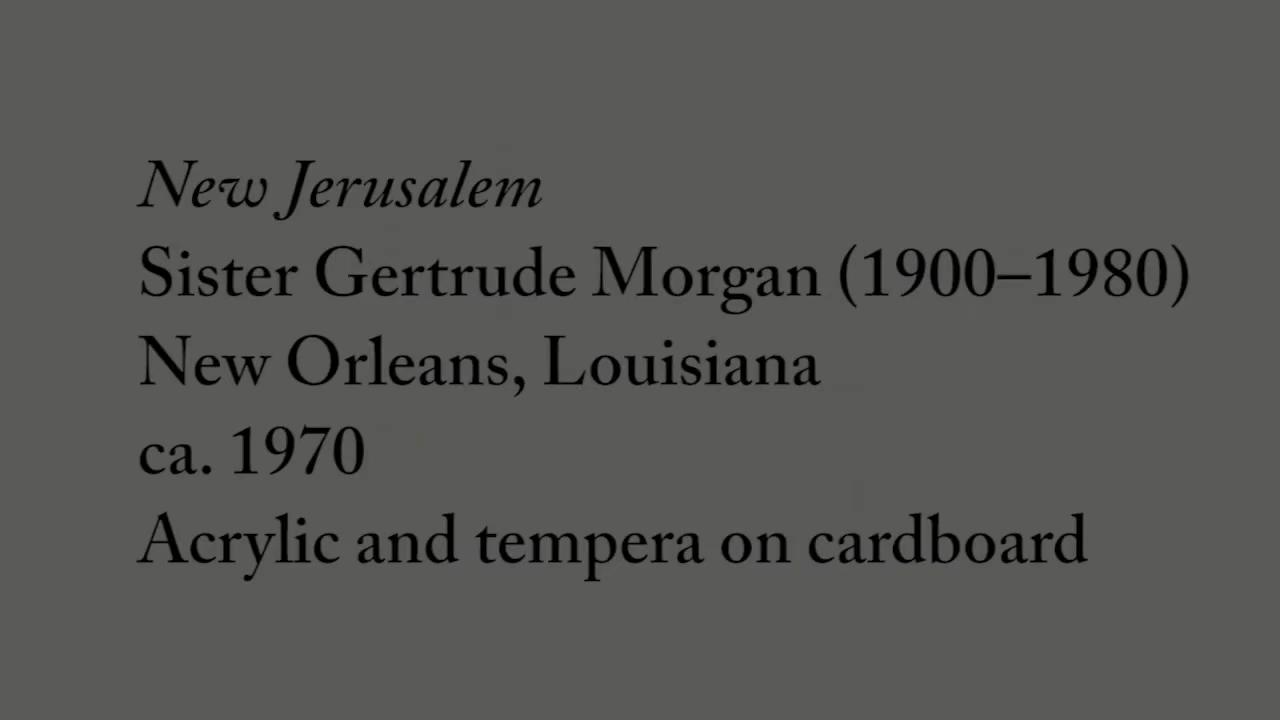 New Jerusalem
Sister Gertrude Morgan (1900–1980)
New Orleans, Louisiana
ca. 1970
Acrylic and tempera on cardboard